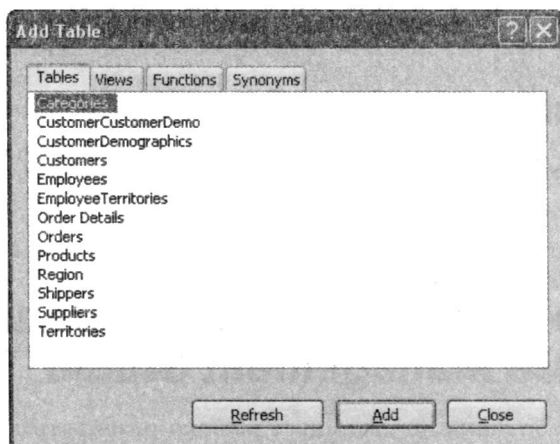 Add Table
Tables Views Functions Synonyms
Categories
CustomerCustomerDemo
CustomerDemographics
Customers
Employees
EmployeeTerritories
Order Details
Orders
Products
Region
Shippers
Suppliers
Territories
Refresh Add Close